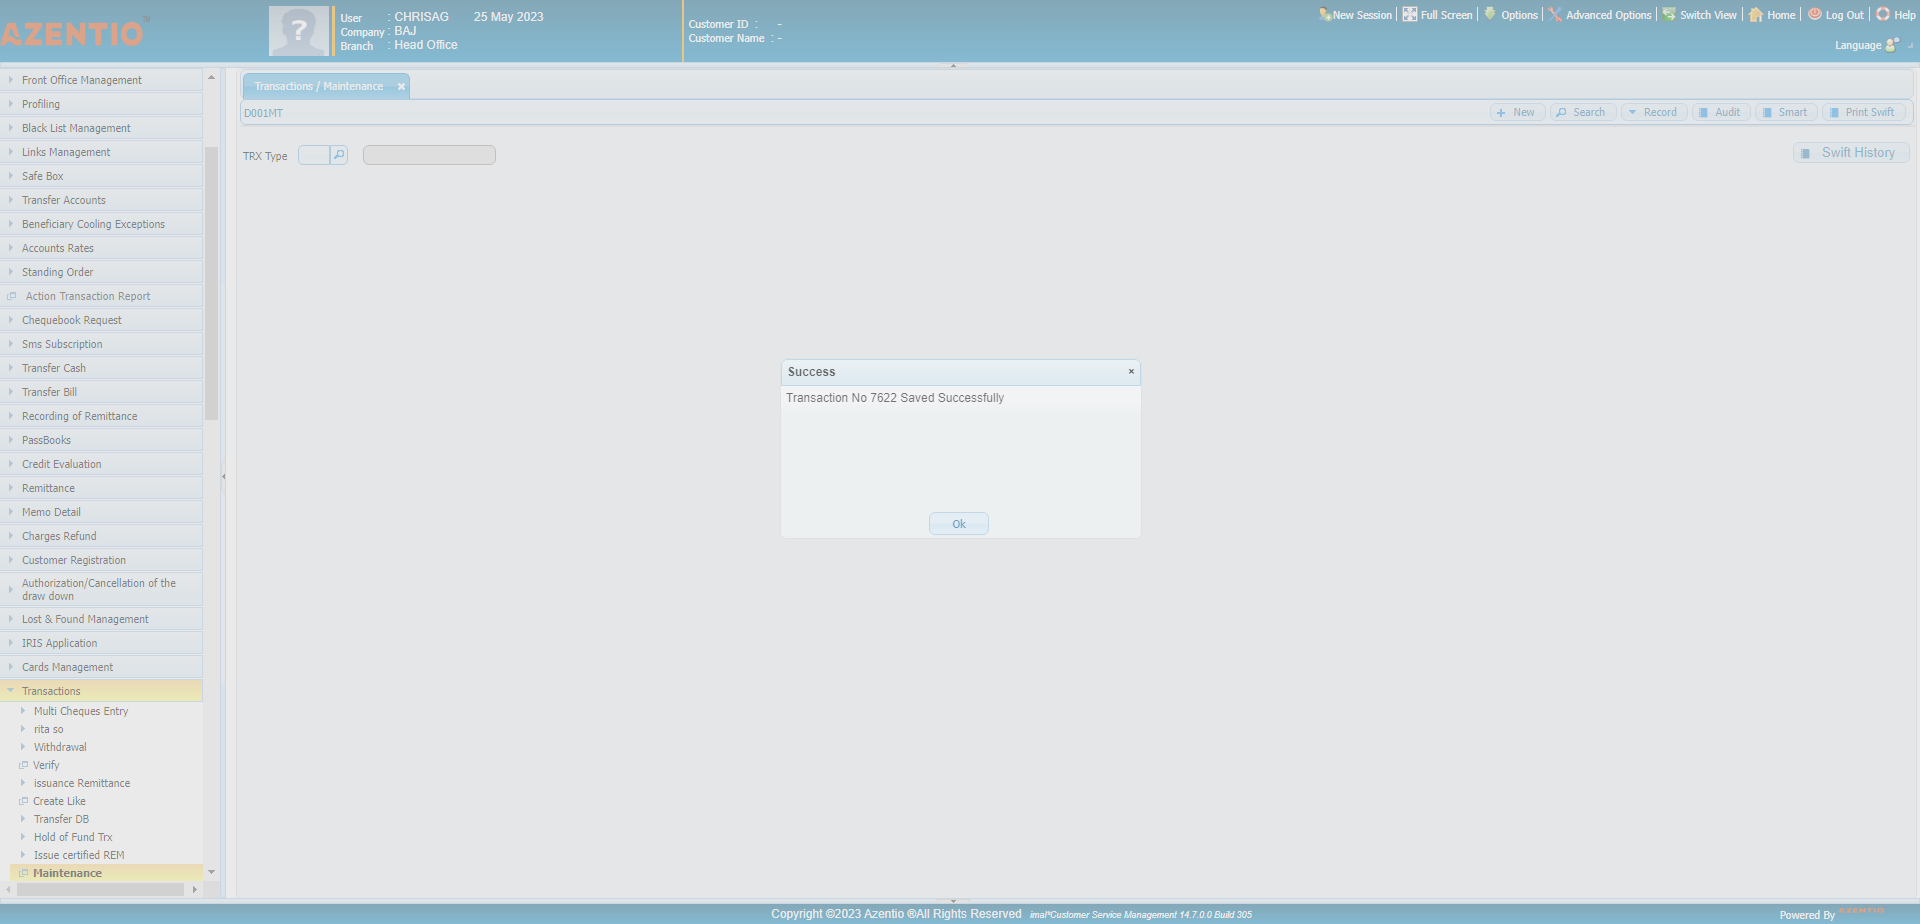 AZENTIO™
User : CHRISAG 25 May 2023
Company : BAJ
Branch : Head Office
Customer ID : -
Customer Name : -
New Session Full Screen Options Advanced Options Switch View Home Log Out Help
Language
Front Office Management
Profiling
Black List Management
Links Management
Safe Box
Transfer Accounts
Beneficiary Cooling Exceptions
Accounts Rates
Standing Order
Action Transaction Report
Chequebook Request
Sms Subscription
Transfer Cash
Transfer Bill
Recording of Remittance
PassBooks
Credit Evaluation
Remittance
Memo Detail
Charges Refund
Customer Registration
Authorization/Cancellation of the
draw down
Lost & Found Management
IRIS Application
Cards Management
Transactions
Multi Cheques Entry
rita so
Withdrawal
Verify
issuance Remittance
Create Like
Transfer DB
Hold of Fund Trx
Issue certified REM
Maintenance
Transactions / Maintenance
D001MT
New Search Record Audit Smart Print Swift
TRX Type
Swift History
Success
Transaction No 7622 Saved Successfully
Ok
Copyright ©2023 Azentio ®All Rights Reserved imal*Customer Service Management 14.7.0.0 Build 305
Powered By AZENTIO